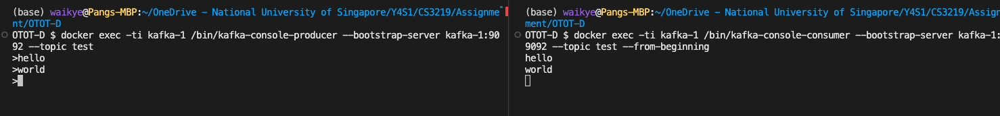 (base) waikye@Pangs-MBP:~/OneDrive - National University of Singapore/Y4S1/CS3219/Assignme
nt/OTOT-D
OTOT-D $ docker exec -ti kafka-1 /bin/kafka-console-producer --bootstrap-server kafka-1:90
92 --topic test
>hello
>world
>
(base) waikye@Pangs-MBP:~/OneDrive - National University of Singapore/Y4S1/CS3219/Assign
ment/OTOT-D
OTOT-D $ docker exec -ti kafka-1 /bin/kafka-console-consumer --bootstrap-server kafka-1:
9092 --topic test --from-beginning
hello
world